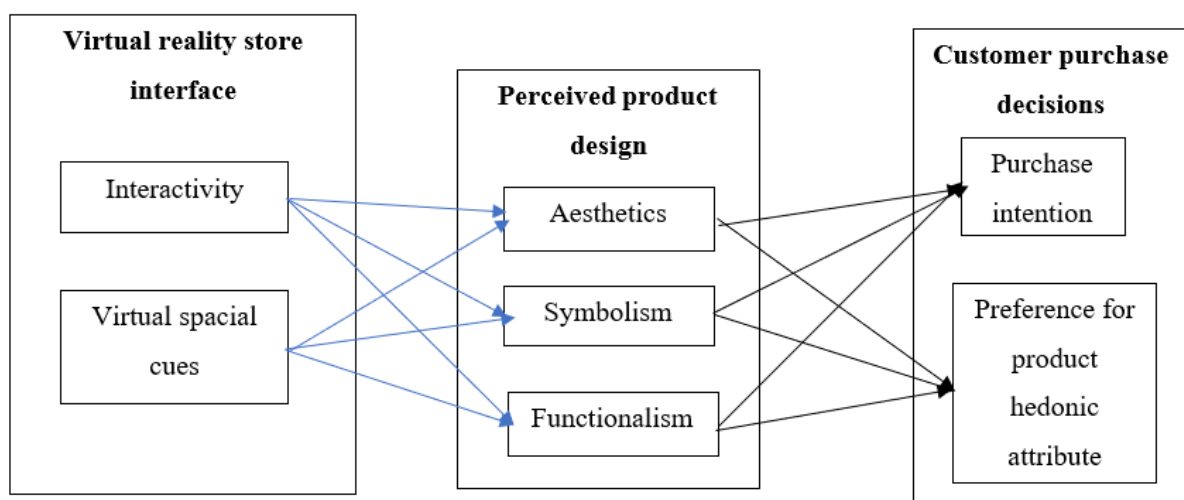 Virtual reality store
interface
Interactivity
Virtual spacial
cues
Perceived product
design
Aesthetics
Symbolism
Functionalism
Customer purchase
decisions
Purchase
intention
Preference for
product
hedonic
attribute